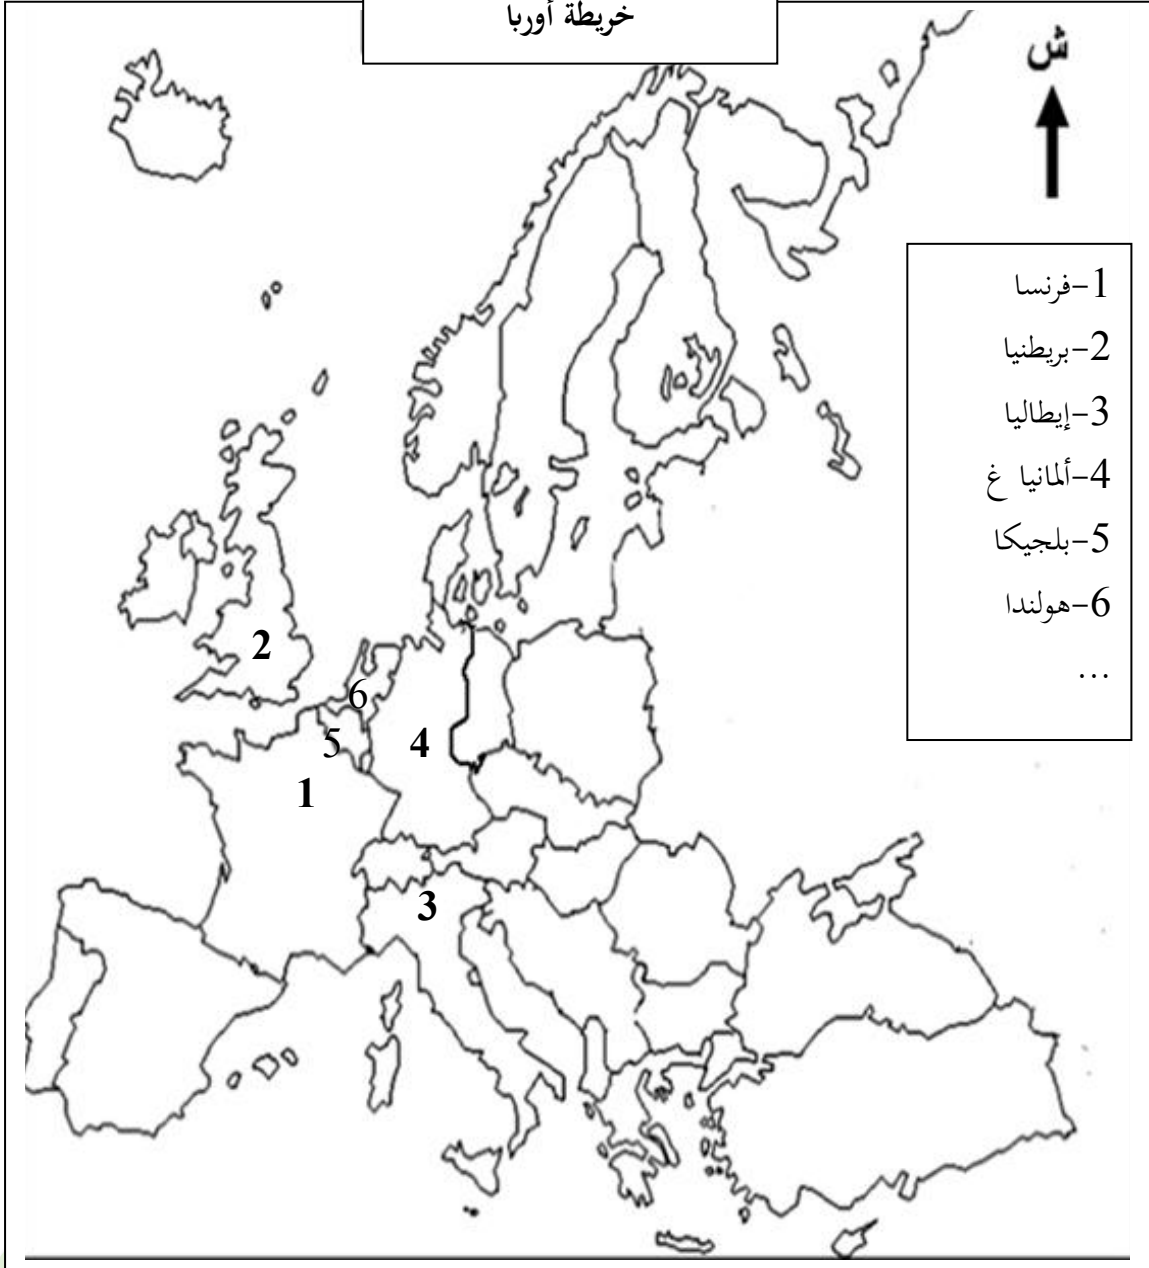 خريطة أوربا
ش
1-فرنسا
2-بريطنيا
3-إيطاليا
4-ألمانيا غ
5-بلجيكا
6-هولندا
...
2
6
5
4
1
3